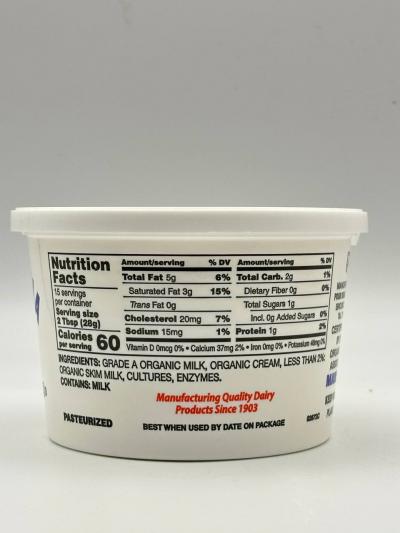 Nutrition
Facts
15 servings
per container
Serving size
2 Tbsp (28g)
Calories
per serving 60
Amount/serving % DV
Total Fat 5g 6%
Saturated Fat 3g 15%
Trans Fat 0g
Cholesterol 20mg 7%
Sodium 15mg 1%
Amount/serving % DV
Total Carb. 2g 1%
Dietary Fiber 0g 0%
Total Sugars 1g
Incl. 0g Added Sugars 0%
Protein 1g 2%
Vitamin D 0mcg 0% • Calcium 37mg 2% • Iron 0mg 0% • Potassium 48mg 0%
INGREDIENTS: GRADE A ORGANIC MILK, ORGANIC CREAM, LESS THAN 2%:
ORGANIC SKIM MILK, CULTURES, ENZYMES.
CONTAINS: MILK
Manufacturing Quality Dairy
Products Since 1903
PASTEURIZED
BEST WHEN USED BY DATE ON PACKAGE